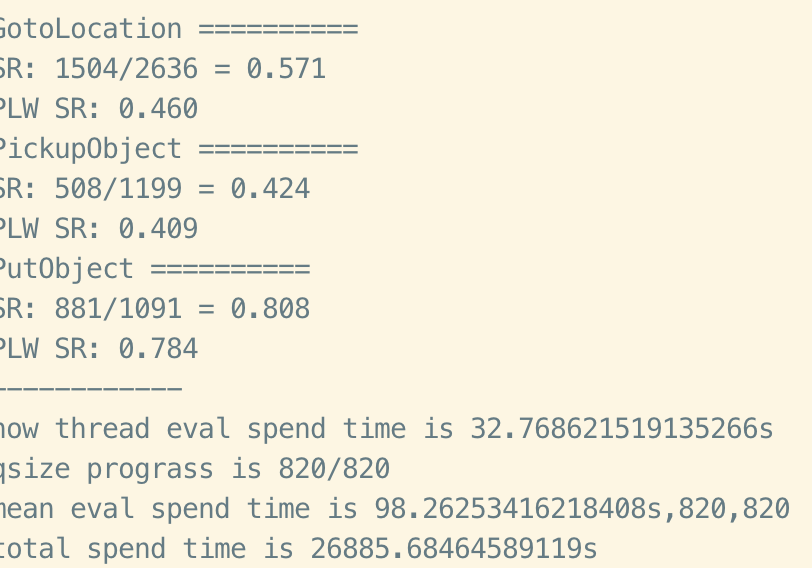 GotoLocation ==========
SR: 1504/2636 = 0.571
PLW SR: 0.460
PickupObject ==========
SR: 508/1199 = 0.424
PLW SR: 0.409
PutObject ==========
SR: 881/1091 = 0.808
PLW SR: 0.784
------------
now thread eval spend time is 32.768621519135266s
qsize prograss is 820/820
mean eval spend time is 98.26253416218408s,820,820
total spend time is 26885.68464589119s